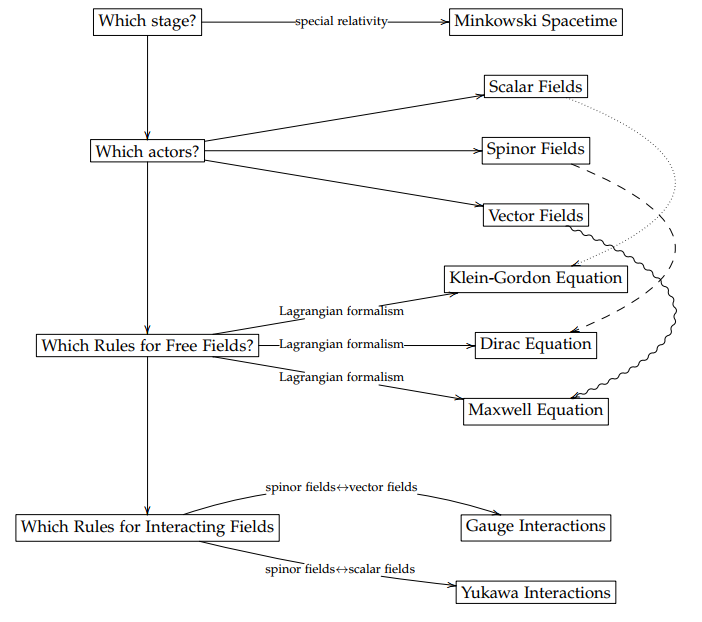 Which stage?
special relativity
Minkowski Spacetime
Scalar Fields
Which actors?
Spinor Fields
Vector Fields
Klein-Gordon Equation
Lagrangian formalism
Which Rules for Free Fields?
Lagrangian formalism
Dirac Equation
Lagrangian formalism
Maxwell Equation
spinor fields↔vector fields
Which Rules for Interacting Fields
Gauge Interactions
spinor fields↔scalar fields
Yukawa Interactions